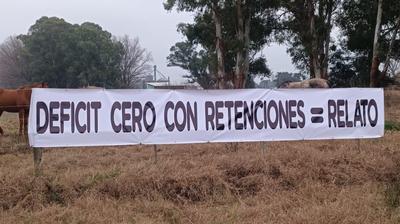 DEFICIT CERO CON RETENCIONES = RELATO